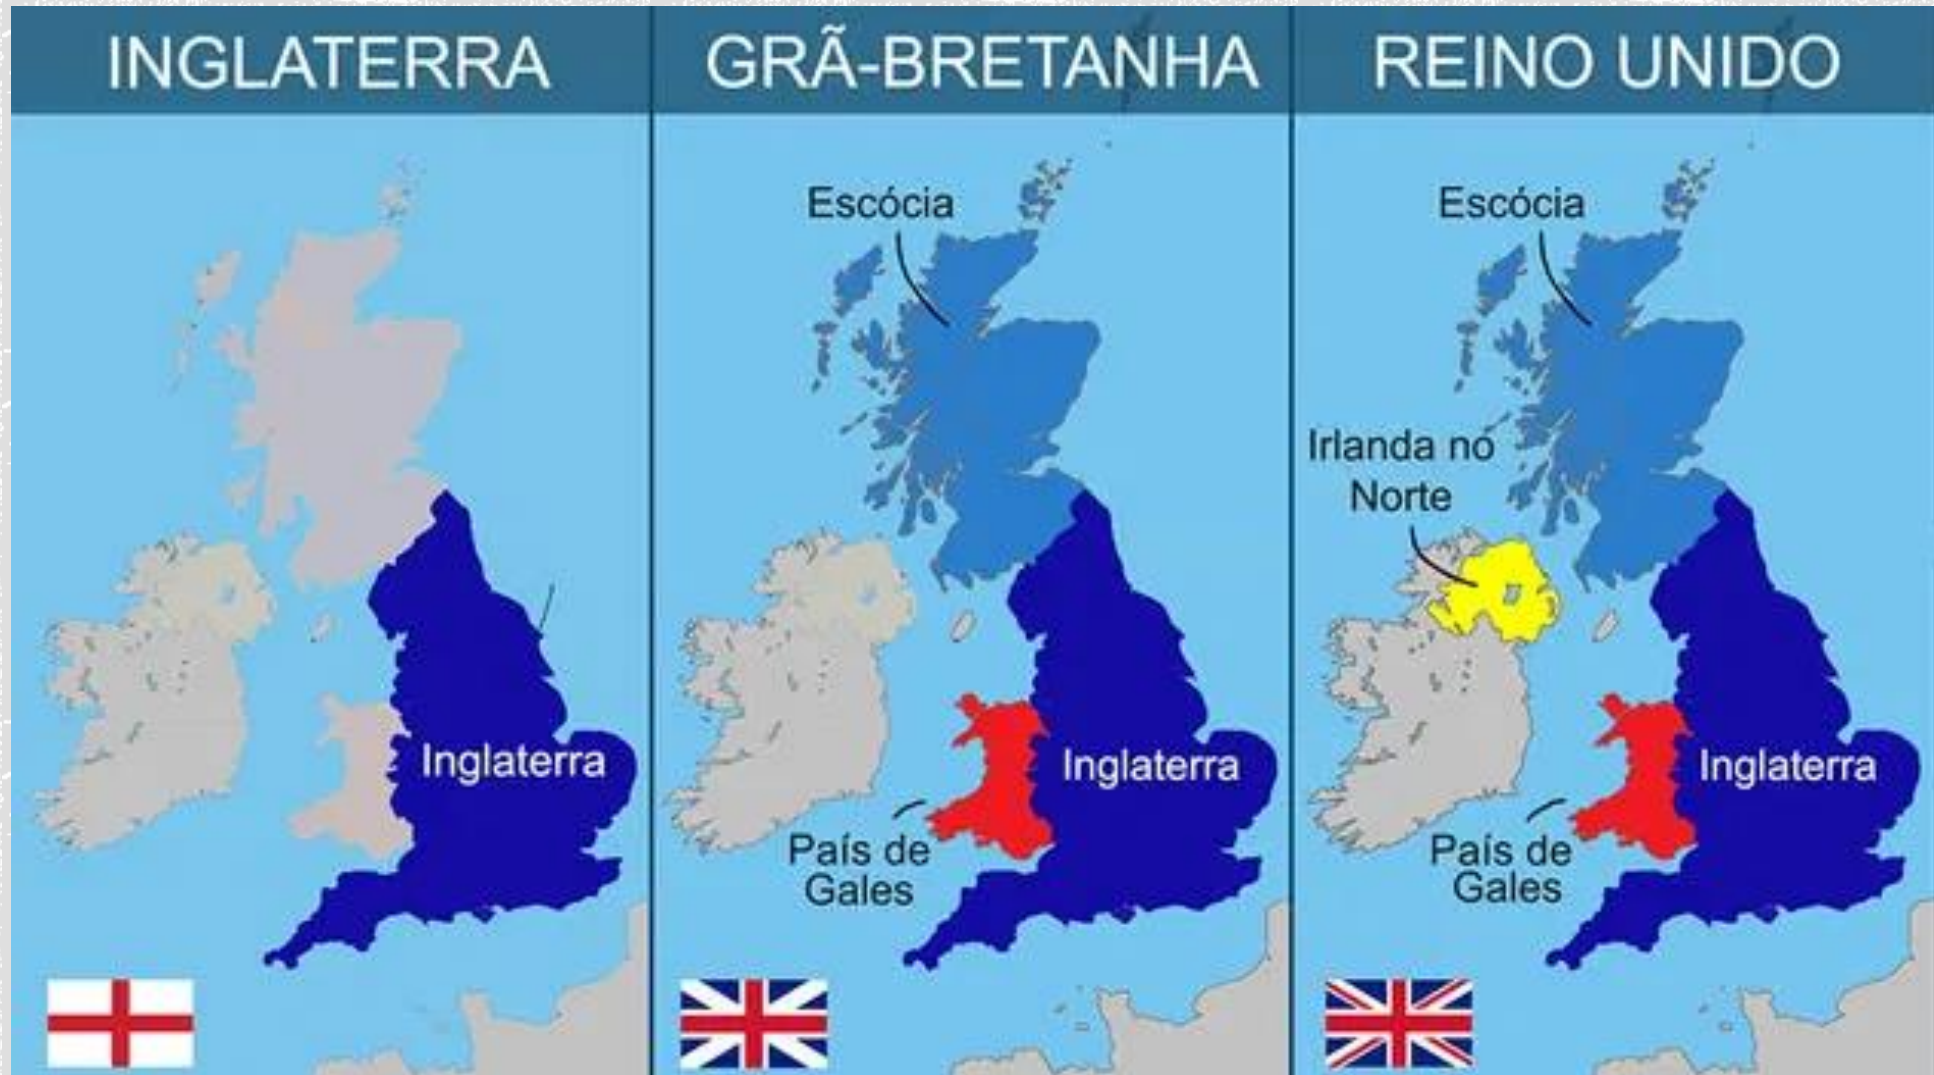 INGLATERRA
Inglaterra
GRÃ-BRETANHA
Escócia
Inglaterra
País de
Gales
REINO UNIDO
Escócia
Irlanda no
Norte
Inglaterra
País de
Gales